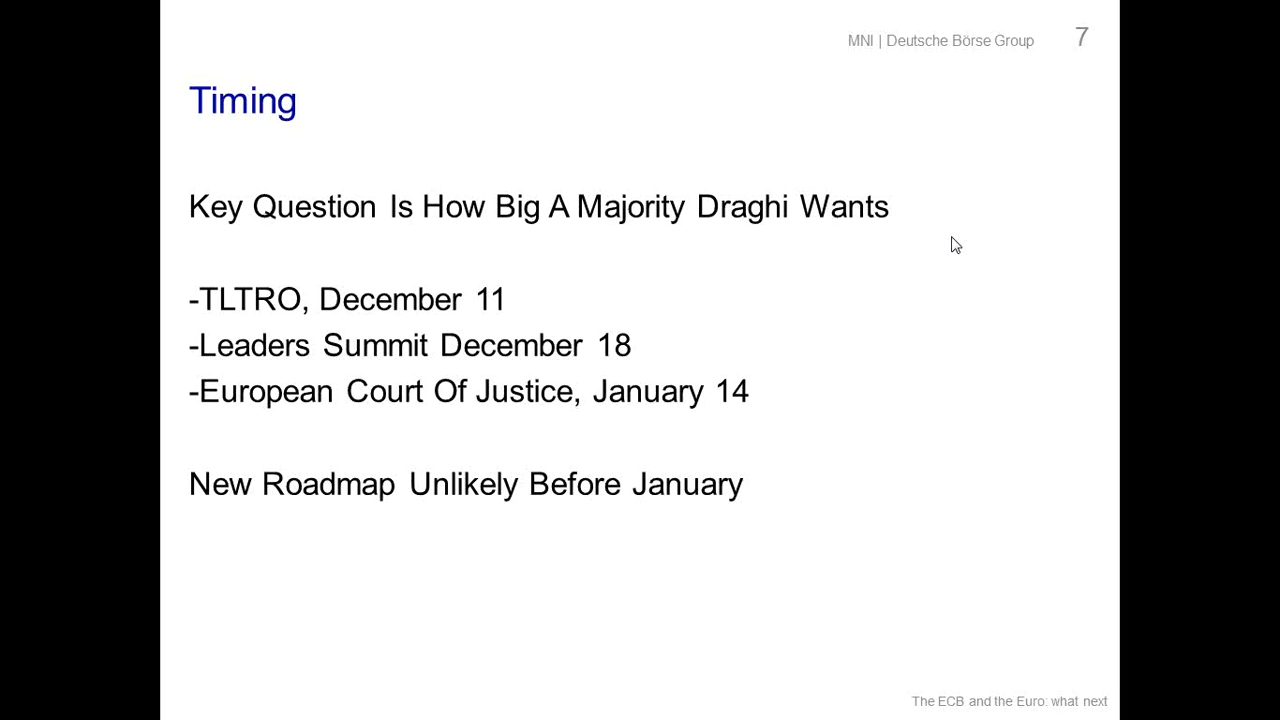 MNI | Deutsche Börse Group 7
Timing
Key Question Is How Big A Majority Draghi Wants
-TLTRO, December 11
-Leaders Summit December 18
-European Court Of Justice, January 14
New Roadmap Unlikely Before January
The ECB and the Euro: what next